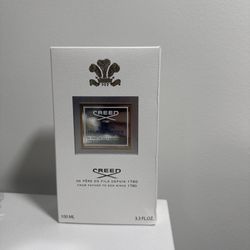 CREED
CREED
DE PÈRE EN FILS DEPUIS 1760
FROM FATHER TO SON SINCE 1760
100 ML 3.3 FL.OZ.